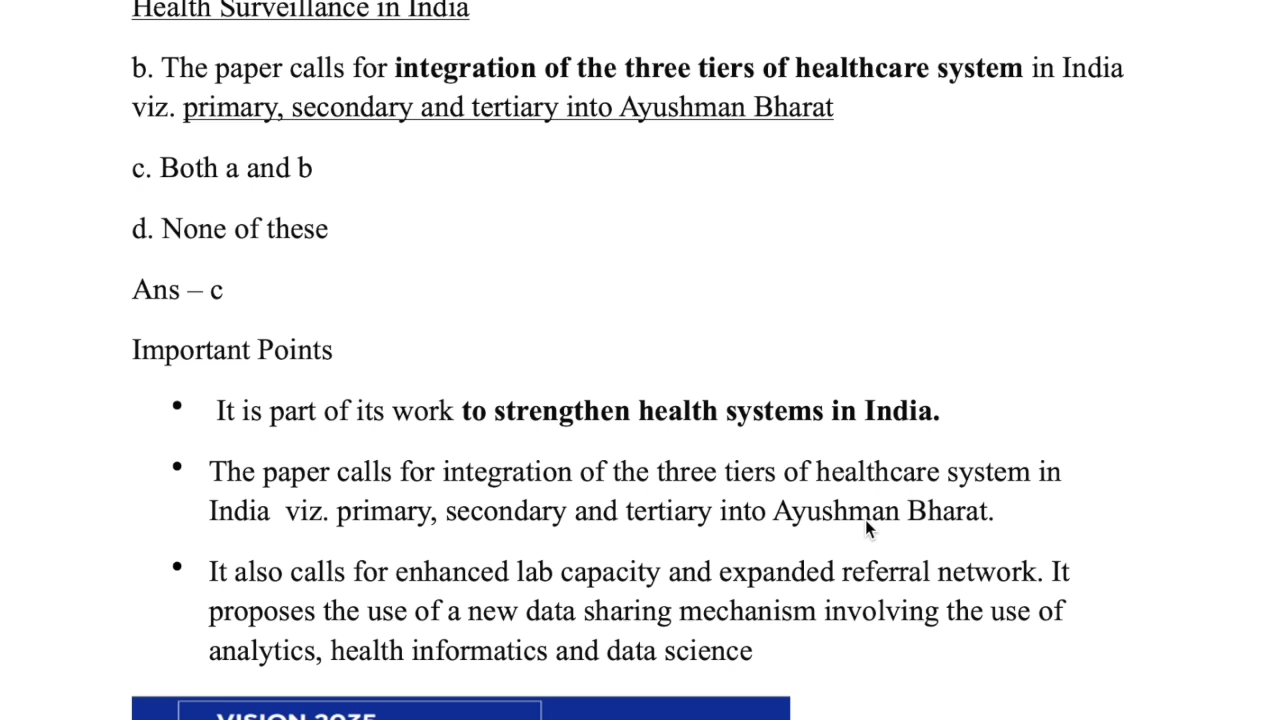 Health Surveillance in India
b. The paper calls for integration of the three tiers of healthcare system in India
viz. primary, secondary and tertiary into Ayushman Bharat
c. Both a and b
d. None of these
Ans – c
Important Points
• It is part of its work to strengthen health systems in India.
• The paper calls for integration of the three tiers of healthcare system in
India viz. primary, secondary and tertiary into Ayushman Bharat.
• It also calls for enhanced lab capacity and expanded referral network. It
proposes the use of a new data sharing mechanism involving the use of
analytics, health informatics and data science
VISION 2035